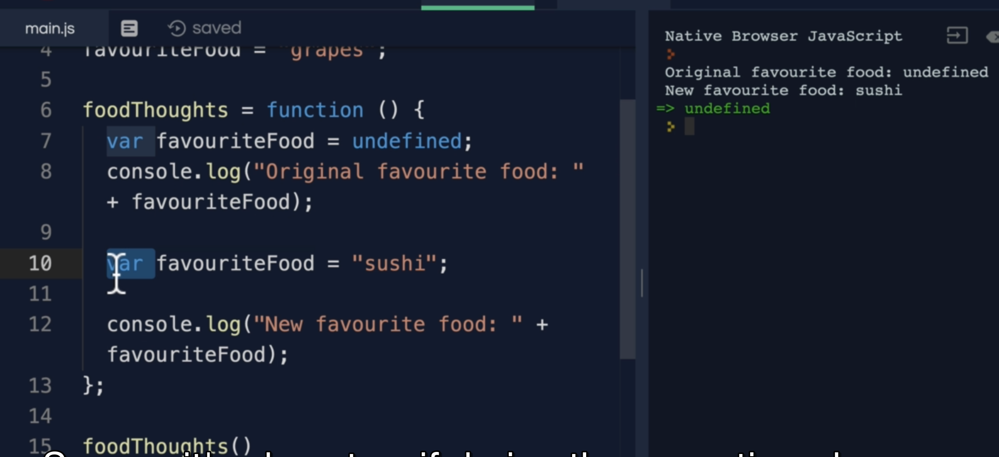 main.js
saved
4 favouriteFood = "grapes";
5
6 foodThoughts = function () {
7 var favouriteFood = undefined;
8 console.log("Original favourite food: "
+ favouriteFood);
9
10 var favouriteFood = "sushi";
11
12 console.log("New favourite food: " +
favouriteFood);
13 };
14
15 foodThoughts()
Native Browser JavaScript
Original favourite food: undefined
New favourite food: sushi
=> undefined